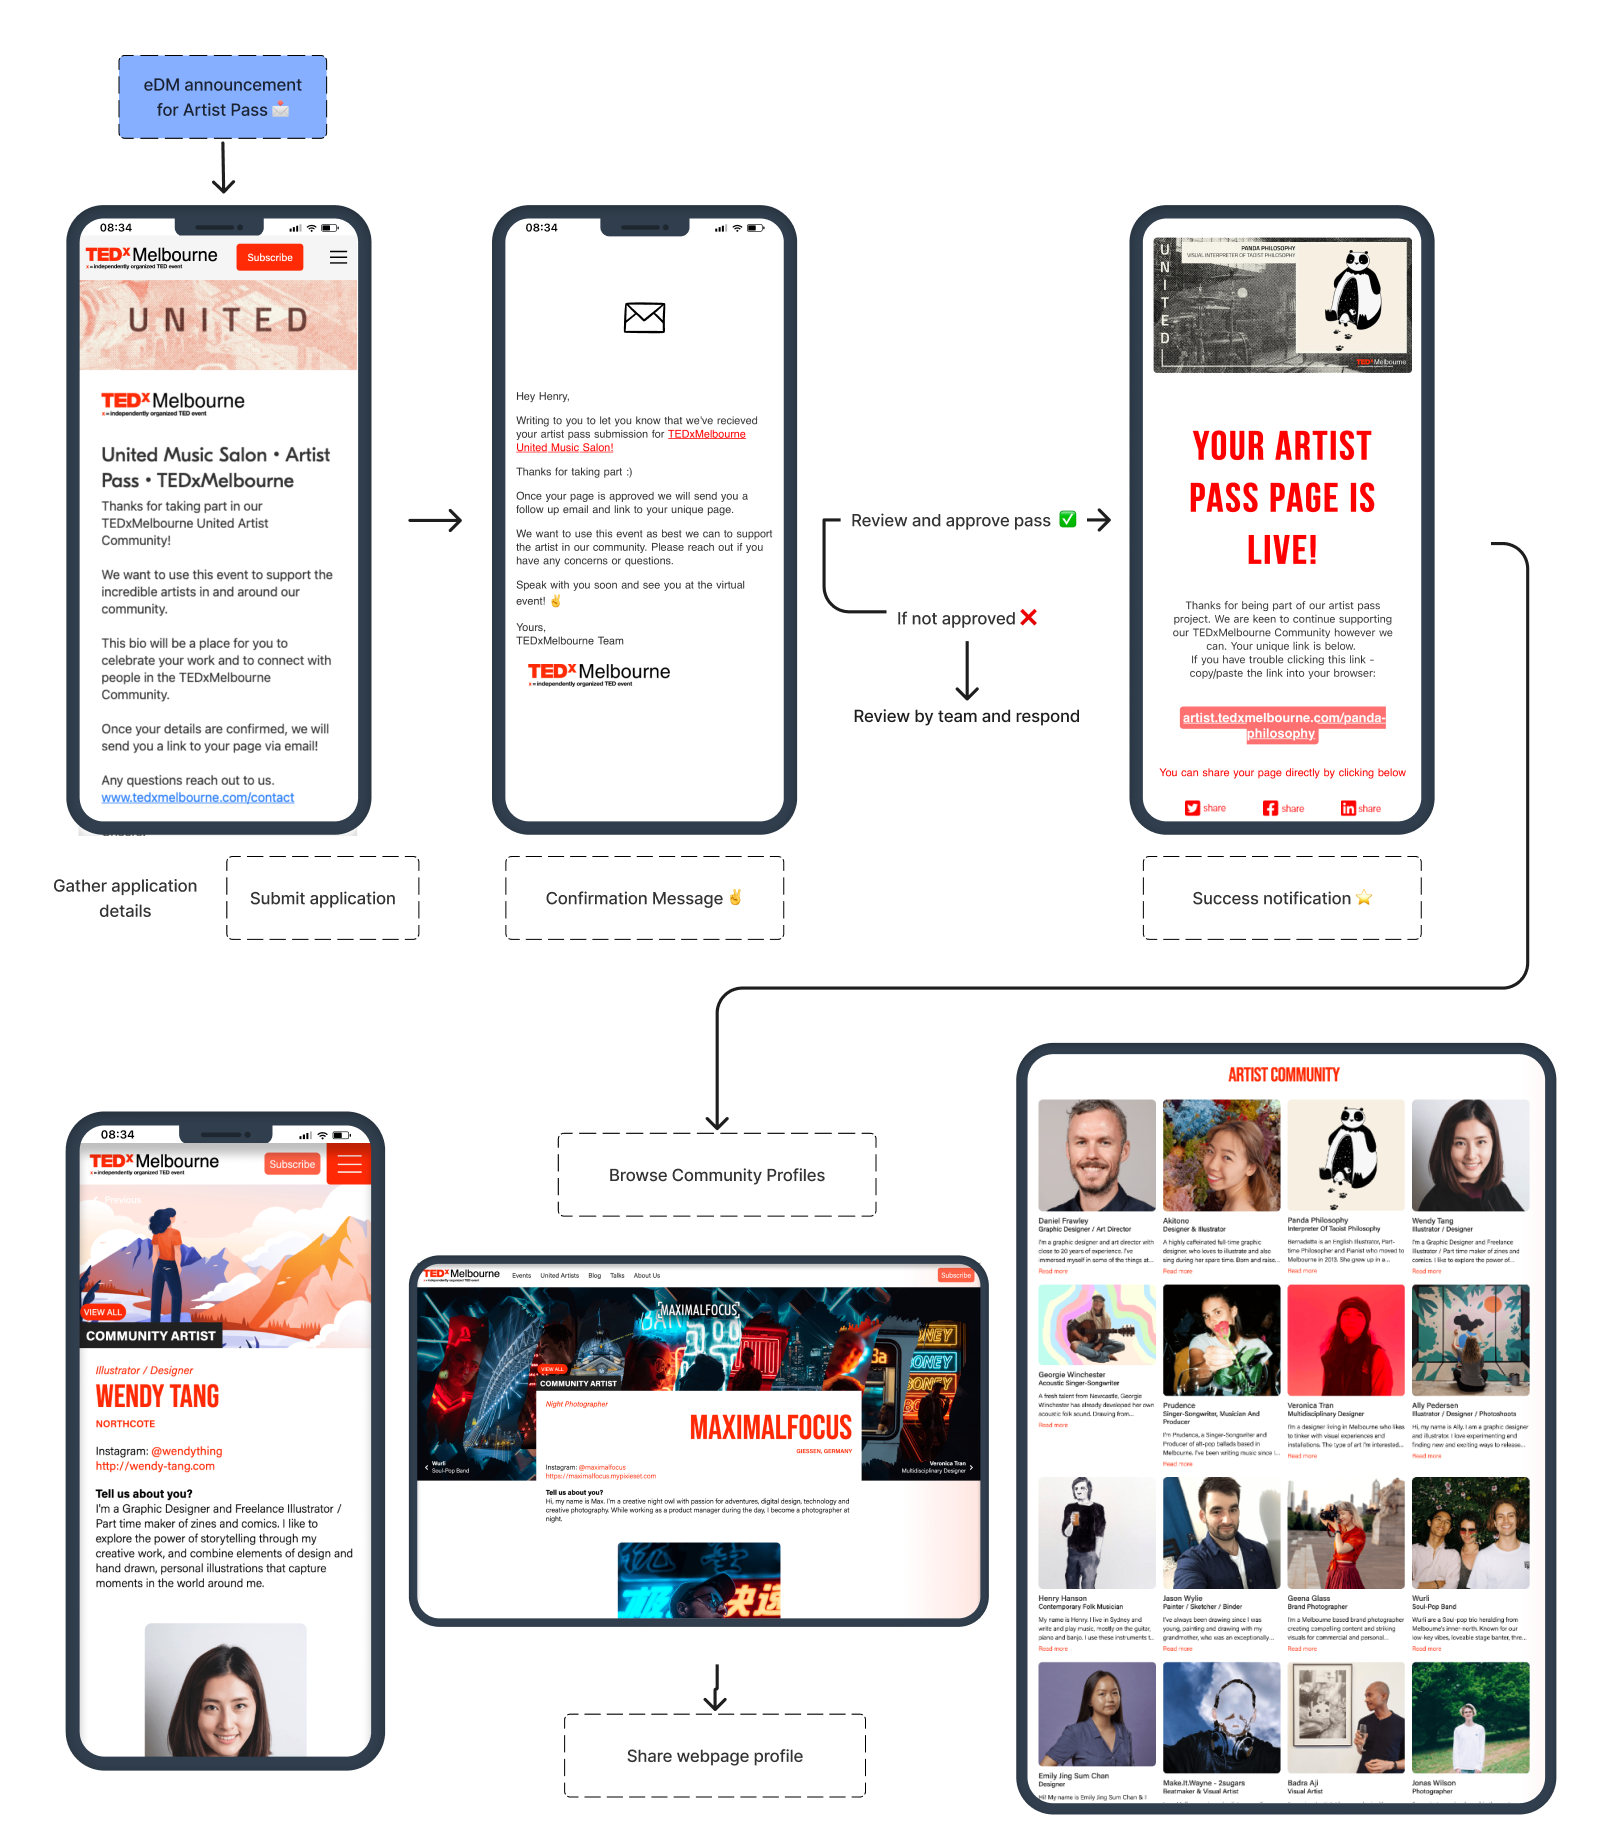 eDM announcement
for Artist Pass 💌
08:34
TEDxMelbourne
x = independently organized TED event
Subscribe
UNITED
TEDxMelbourne
x = independently organized TED event
United Music Salon • Artist
Pass • TEDxMelbourne
Thanks for taking part in our
TEDxMelbourne United Artist
Community!
We want to use this event to support the
incredible artists in and around our
community.
This bio will be a place for you to
celebrate your work and to connect with
people in the TEDxMelbourne
Community.
Once your details are confirmed, we will
send you a link to your page via email!
Any questions reach out to us.
www.tedxmelbourne.com/contact
Gather application
details
Submit application
08:34
Hey Henry,
Writing to you to let you know that we've recieved
your artist pass submission for TEDxMelbourne
United Music Salon!
Thanks for taking part :)
Once your page is approved we will send you a
follow up email and link to your unique page.
We want to use this event as best we can to support
the artist in our community. Please reach out if you
have any concerns or questions.
Speak with you soon and see you at the virtual
event! ✌️
Yours,
TEDxMelbourne Team
TEDxMelbourne
x = independently organized TED event
Confirmation Message ✌️
Review and approve pass ✅
If not approved ❌
Review by team and respond
UNITED
PANDA PHILOSOPHY
VISUAL INTERPRETER OF TAOIST PHILOSOPHY
TEDxMelbourne
YOUR ARTIST
PASS PAGE IS
LIVE!
Thanks for being part of our artist pass
project. We are keen to continue supporting
our TEDxMelbourne Community however we
can. Your unique link is below.
If you have trouble clicking this link -
copy/paste the link into your browser:
artist.tedxmelbourne.com/panda-
philosophy
You can share your page directly by clicking below
share
share
share
Success notification ⭐
Browse Community Profiles
08:34
TEDxMelbourne
x = independently organized TED event
Subscribe
Previous
VIEW ALL
COMMUNITY ARTIST
Illustrator / Designer
WENDY TANG
NORTHCOTE
Instagram: @wendything
http://wendy-tang.com
Tell us about you?
I'm a Graphic Designer and Freelance Illustrator /
Part time maker of zines and comics. I like to
explore the power of storytelling through my
creative work, and combine elements of design and
hand drawn, personal illustrations that capture
moments in the world around me.
TEDxMelbourne
Events
United Artists
Blog
Talks
About Us
Subscribe
MAXIMALFOCUS
VIEW ALL
COMMUNITY ARTIST
Night Photographer
MAXIMALFOCUS
GIESSEN, GERMANY
Instagram: @maximalfocus
https://maximalfocus.mypixieset.com
Wurli
Soul-Pop Band
Veronica Tran
Multidisciplinary Designer
Tell us about you?
Hi, my name is Max. I'm a creative night owl with passion for adventures, digital design, technology and
creative photography. While working as a product manager during the day, I become a photographer at
night.
Share webpage profile
ARTIST COMMUNITY
Daniel Frawley
Graphic Designer / Art Director
I'm a graphic designer and art director with
close to 20 years of experience. I've
immersed myself in some of the things at...
Read more
Akitono
Designer & Illustrator
A highly caffeinated full-time graphic
designer, who loves to illustrate and also
sing during her spare time. Born and raise...
Read more
Panda Philosophy
Interpreter Of Taoist Philosophy
Bernadette is an English Illustrator, Part-
time Philosopher and Pianist who moved to
Melbourne in 2013. She grew up in a...
Read more
Wendy Tang
Illustrator / Designer
I'm a Graphic Designer and Freelance
Illustrator / Part time maker of zines and
comics. I like to explore the power of...
Read more
Georgie Winchester
Acoustic Singer-Songwriter
A fresh talent from Newcastle, Georgie
Winchester has already developed her own
acoustic folk sound. Drawing from...
Read more
Prudence
Singer-Songwriter, Musician And
Producer
I'm Prudence, a Singer-Songwriter and
Producer of alt-pop ballads based in
Melbourne. I've been writing music since I...
Read more
Veronica Tran
Multidisciplinary Designer
I'm a designer living in Melbourne who likes
to tinker with visual experiences and
installations. The type of art I'm interested...
Read more
Ally Pedersen
Illustrator / Designer / Photoshoots
Hi, my name is Ally. I am a graphic designer
and illustrator. I love experimenting and
finding new and exciting ways to release...
Read more
Henry Hanson
Contemporary Folk Musician
My name is Henry. I live in Sydney and
write and play music, mostly on the guitar,
piano and banjo. I use these instruments t...
Read more
Jason Wylie
Painter / Sketcher / Binder
I've always been drawing since I was
young, painting and drawing with my
grandmother, who was an exceptionally...
Read more
Geena Glass
Brand Photographer
I'm a Melbourne based brand photographer
creating compelling content and striking
visuals for commercial and personal...
Read more
Wurli
Soul-Pop Band
Wurli are a Soul-pop trio heralding from
Melbourne's inner-north. Known for our
low-key vibes, loveable stage banter, thre...
Read more
Emily Jing Sum Chan
Designer
Hi! My name is Emily Jing Sum Chan & I
Make.It.Wayne - 2sugars
Beatmaker & Visual Artist
Badra Aji
Visual Artist
Jonas Wilson
Photographer